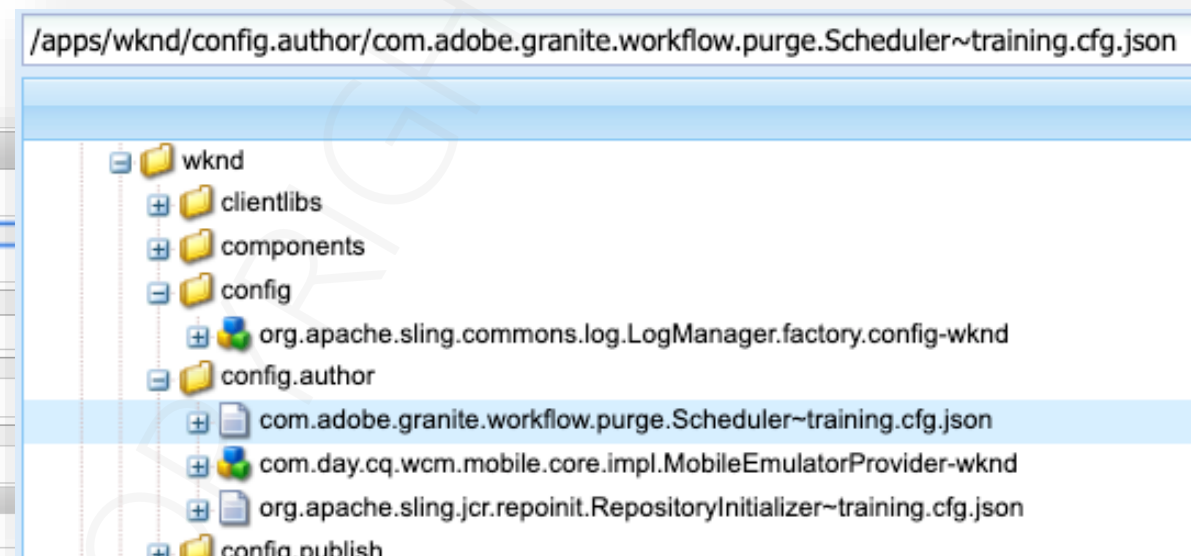 /apps/wknd/config.author/com.adobe.granite.workflow.purge.Scheduler~training.cfg.json
wknd
clientlibs
components
config
org.apache.sling.commons.log.LogManager.factory.config-wknd
config.author
com.adobe.granite.workflow.purge.Scheduler~training.cfg.json
com.day.cq.wcm.mobile.core.impl.MobileEmulatorProvider-wknd
org.apache.sling.jcr.repoinit.RepositoryInitializer~training.cfg.json
config.publish